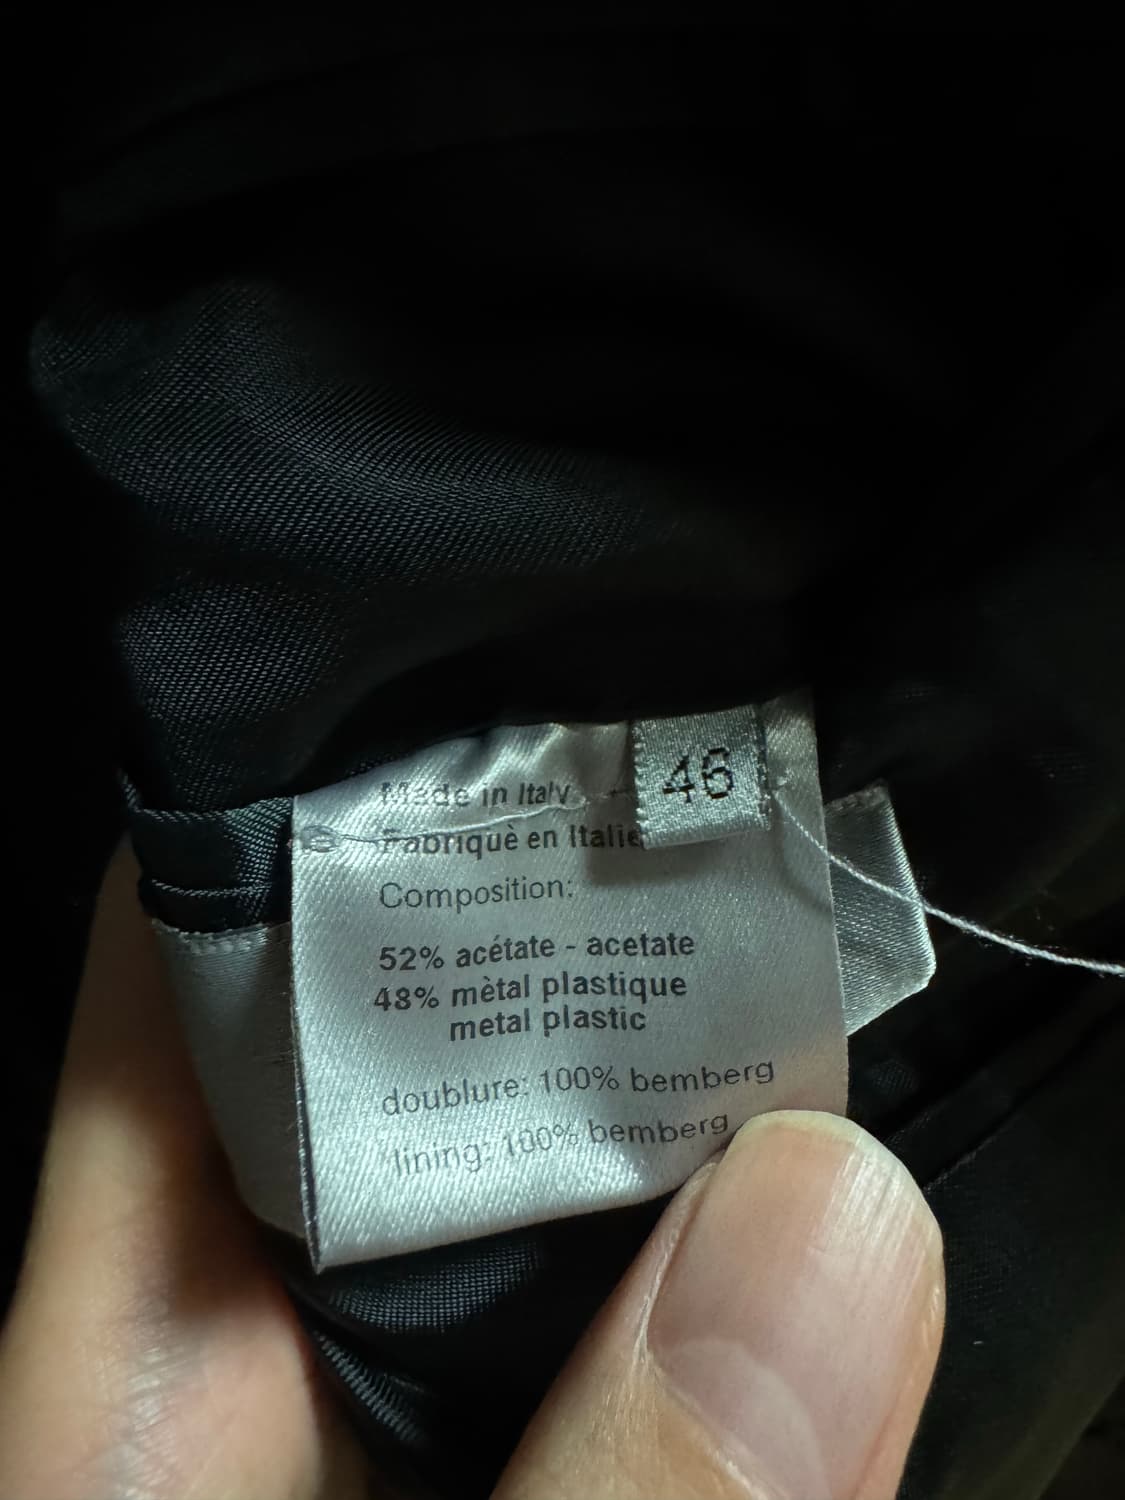 46
Made in Italy
Fabriquè en Italie
Composition:
52% acétate - acetate
48% mètal plastique
metal plastic
doublure: 100% bemberg
lining: 100% bemberg